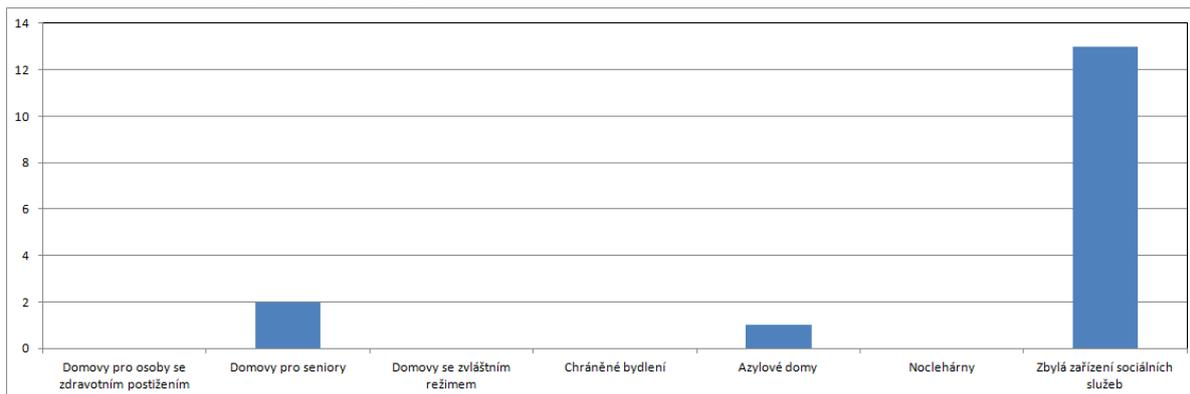 14
12
10
8
6
4
2
0
Domovy pro osoby se
zdravotním postižením
Domovy pro seniory
Domovy se zvláštním
režimem
Chráněné bydlení
Azylové domy
Noclehárny
Zbylá zařízení sociálních
služeb